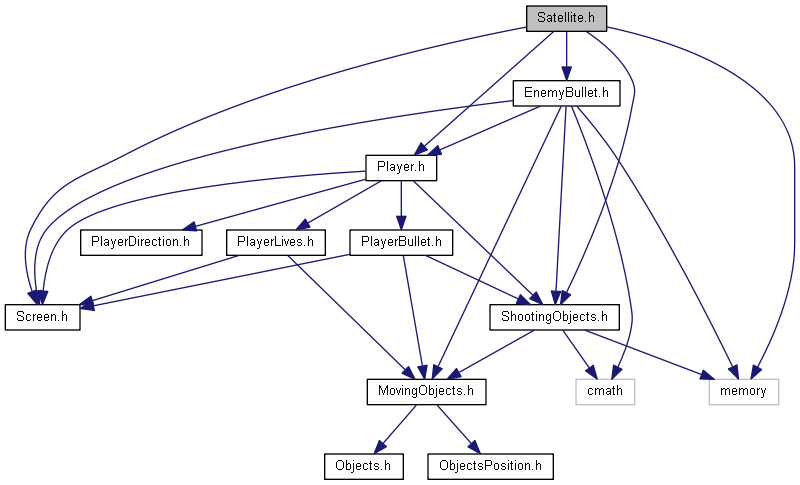 Satellite.h
EnemyBullet.h
Player.h
PlayerDirection.h
PlayerLives.h
PlayerBullet.h
Screen.h
ShootingObjects.h
MovingObjects.h
cmath
memory
Objects.h
ObjectsPosition.h